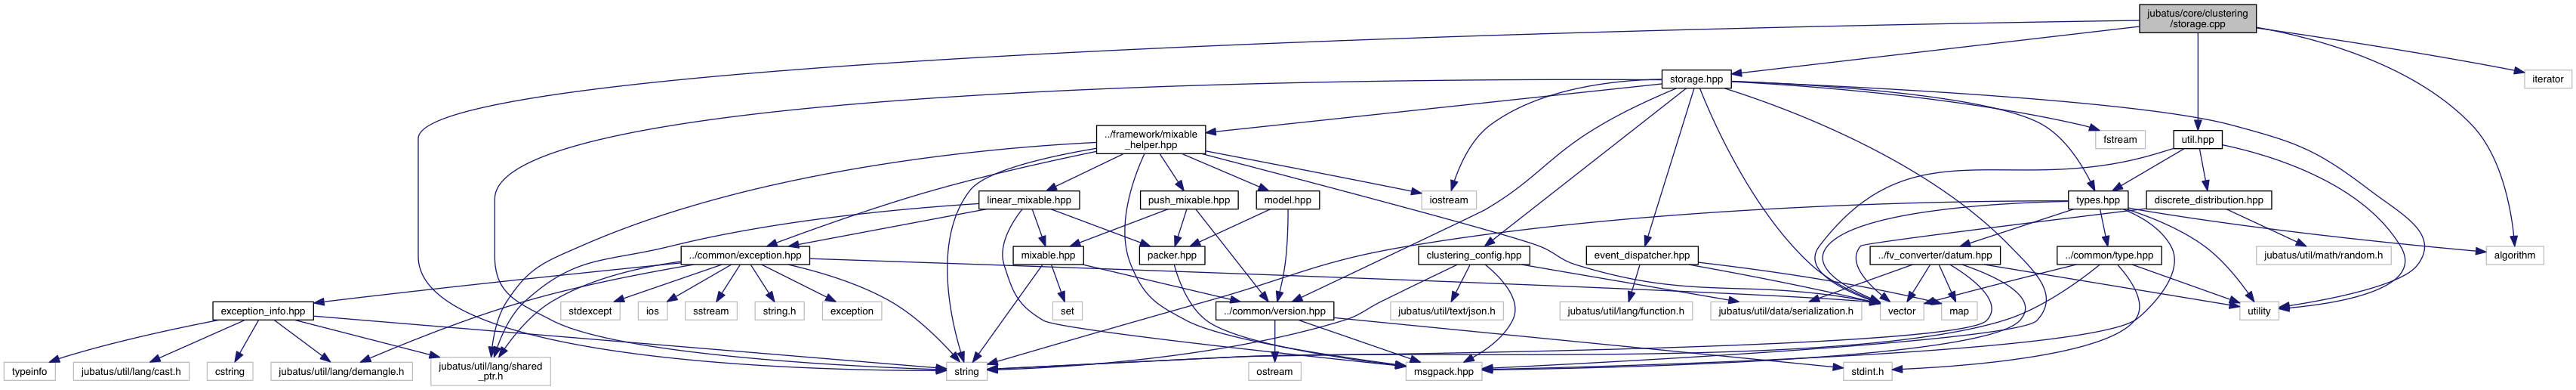 jubatus/core/clustering
/storage.cpp
storage.hpp
iterator
../framework/mixable
_helper.hpp
fstream
util.hpp
linear_mixable.hpp
push_mixable.hpp
model.hpp
iostream
types.hpp
discrete_distribution.hpp
../common/exception.hpp
mixable.hpp
packer.hpp
clustering_config.hpp
event_dispatcher.hpp
../fv_converter/datum.hpp
../common/type.hpp
jubatus/util/math/random.h
algorithm
exception_info.hpp
stdexcept
ios
sstream
string.h
exception
set
../common/version.hpp
jubatus/util/text/json.h
jubatus/util/lang/function.h
jubatus/util/data/serialization.h
vector
map
utility
typeinfo
jubatus/util/lang/cast.h
cstring
jubatus/util/lang/demangle.h
jubatus/util/lang/shared
_ptr.h
string
ostream
msgpack.hpp
stdint.h